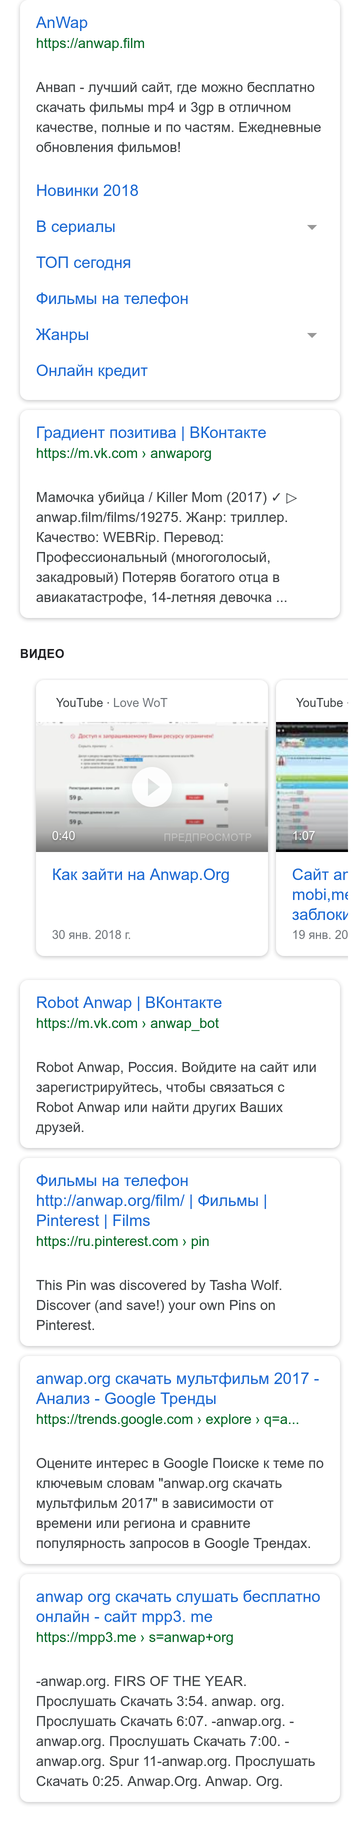 AnWap
https://anwap.film
Анвап - лучший сайт, где можно бесплатно
скачать фильмы mp4 и 3gp в отличном
качестве, полные и по частям. Ежедневные
обновления фильмов!
Новинки 2018
В сериалы
ТОП сегодня
Фильмы на телефон
Жанры
Онлайн кредит
Градиент позитива | ВКонтакте
https://m.vk.com › anwaporg
Мамочка убийца / Killer Mom (2017) ✓ ▷
anwap.film/films/19275. Жанр: триллер.
Качество: WEBRip. Перевод:
Профессиональный (многоголосый,
закадровый) Потеряв богатого отца в
авиакатастрофе, 14-летняя девочка ...
ВИДЕО
YouTube · Love WoT
YouTube ·
Доступ к запрашиваемому Вами ресурсу ограничен!
59 р.
59 р.
0:40
ПРЕДПРОСМОТР
1:07
Как зайти на Anwap.Org
30 янв. 2018 г.
Сайт an
mobi,me
заблоки
19 янв. 20
Robot Anwap | ВКонтакте
https://m.vk.com › anwap_bot
Robot Anwap, Россия. Войдите на сайт или
зарегистрируйтесь, чтобы связаться с
Robot Anwap или найти других Ваших
друзей.
Фильмы на телефон
http://anwap.org/film/ | Фильмы |
Pinterest | Films
https://ru.pinterest.com › pin
This Pin was discovered by Tasha Wolf.
Discover (and save!) your own Pins on
Pinterest.
anwap.org скачать мультфильм 2017 -
Анализ - Google Тренды
https://trends.google.com › explore › q=a...
Оцените интерес в Google Поиске к теме по
ключевым словам "anwap.org скачать
мультфильм 2017" в зависимости от
времени или региона и сравните
популярность запросов в Google Трендах.
anwap org скачать слушать бесплатно
онлайн - сайт mpp3. me
https://mpp3.me › s=anwap+org
-anwap.org. FIRS OF THE YEAR.
Прослушать Скачать 3:54. anwap. org.
Прослушать Скачать 6:07. -anwap.org. -
anwap.org. Прослушать Скачать 7:00. -
anwap.org. Spur 11-anwap.org. Прослушать
Скачать 0:25. Anwap.Org. Anwap. Org.